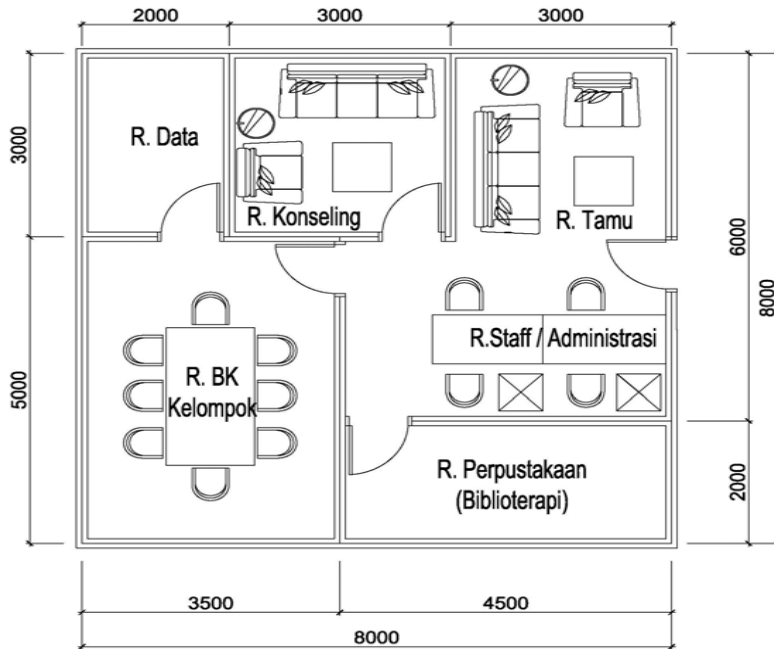 2000
3000
3000
3000
5000
6000
8000
2000
R. Data
R. Konseling
R. Tamu
R.Staff / Administrasi
R. BK
Kelompok
R. Perpustakaan
(Biblioterapi)
3500
4500
8000